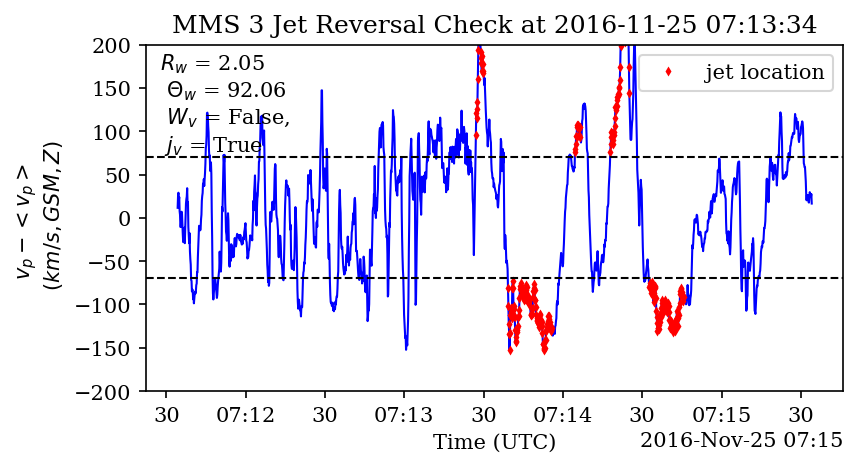 MMS 3 Jet Reversal Check at 2016-11-25 07:13:34
R_w = 2.05
Θ_w = 92.06
W_v = False,
j_v = True
jet location
v_p − < v_p >
(km/s, GSM, Z)
200
150
100
50
0
−50
−100
−150
−200
30 07:12 30 07:13 30 07:14 30 07:15 30
Time (UTC)
2016-Nov-25 07:15